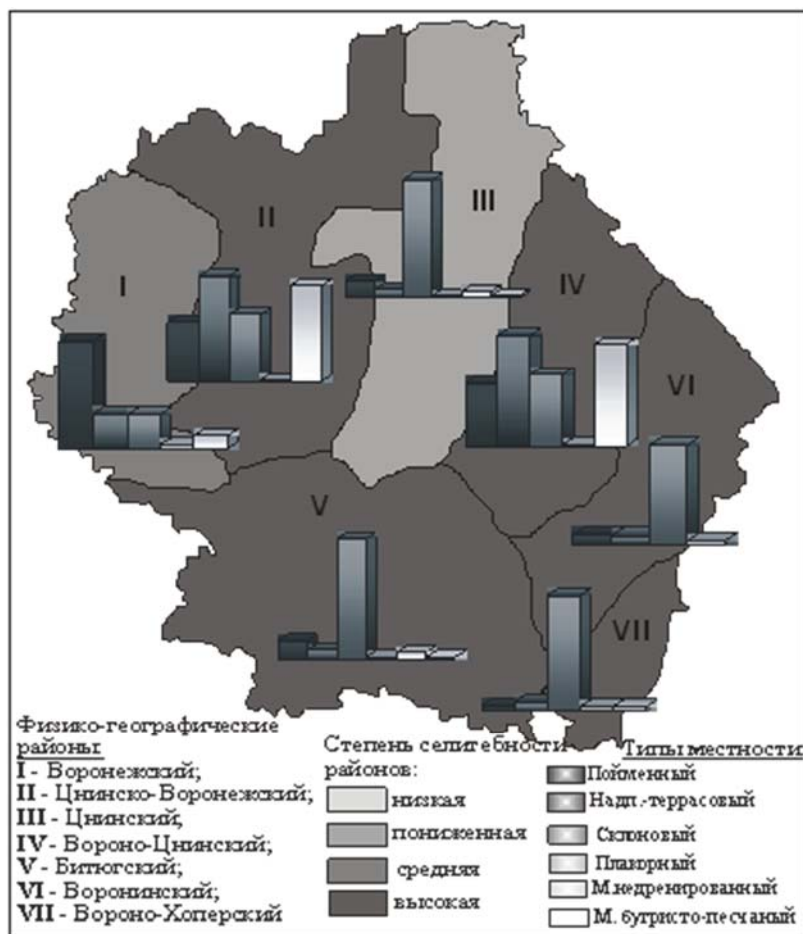 II
III
I
IV
VI
V
VII
Физико-географические
районы:
I - Воронежский;
II - Цнинско-Воронежский;
III - Цнинский;
IV - Вороно-Цнинский;
V - Битюгский;
VI - Воронинский;
VII - Вороно-Хоперский
Степень селитебности
районов:
низкая
пониженная
средняя
высокая
Типы местности:
Пойменный
Надп.-террасовый
Склоновый
Плакорный
М.недренированный
М. бугристо-песчаный